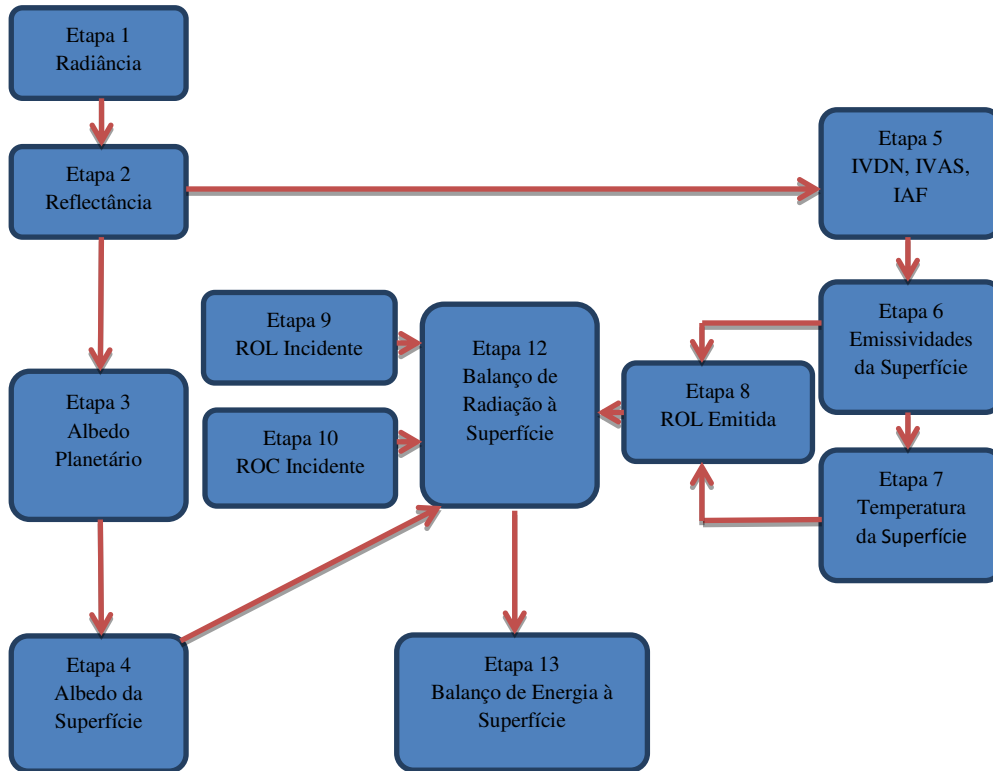 Etapa 1
Radiância
Etapa 2
Reflectância
Etapa 5
IVDN, IVAS,
IAF
Etapa 9
ROL Incidente
Etapa 12
Balanço de
Radiação à
Superfície
Etapa 6
Emissividades
da Superfície
Etapa 8
ROL Emitida
Etapa 3
Albedo
Planetário
Etapa 10
ROC Incidente
Etapa 7
Temperatura
da Superfície
Etapa 4
Albedo da
Superfície
Etapa 13
Balanço de Energia à
Superfície